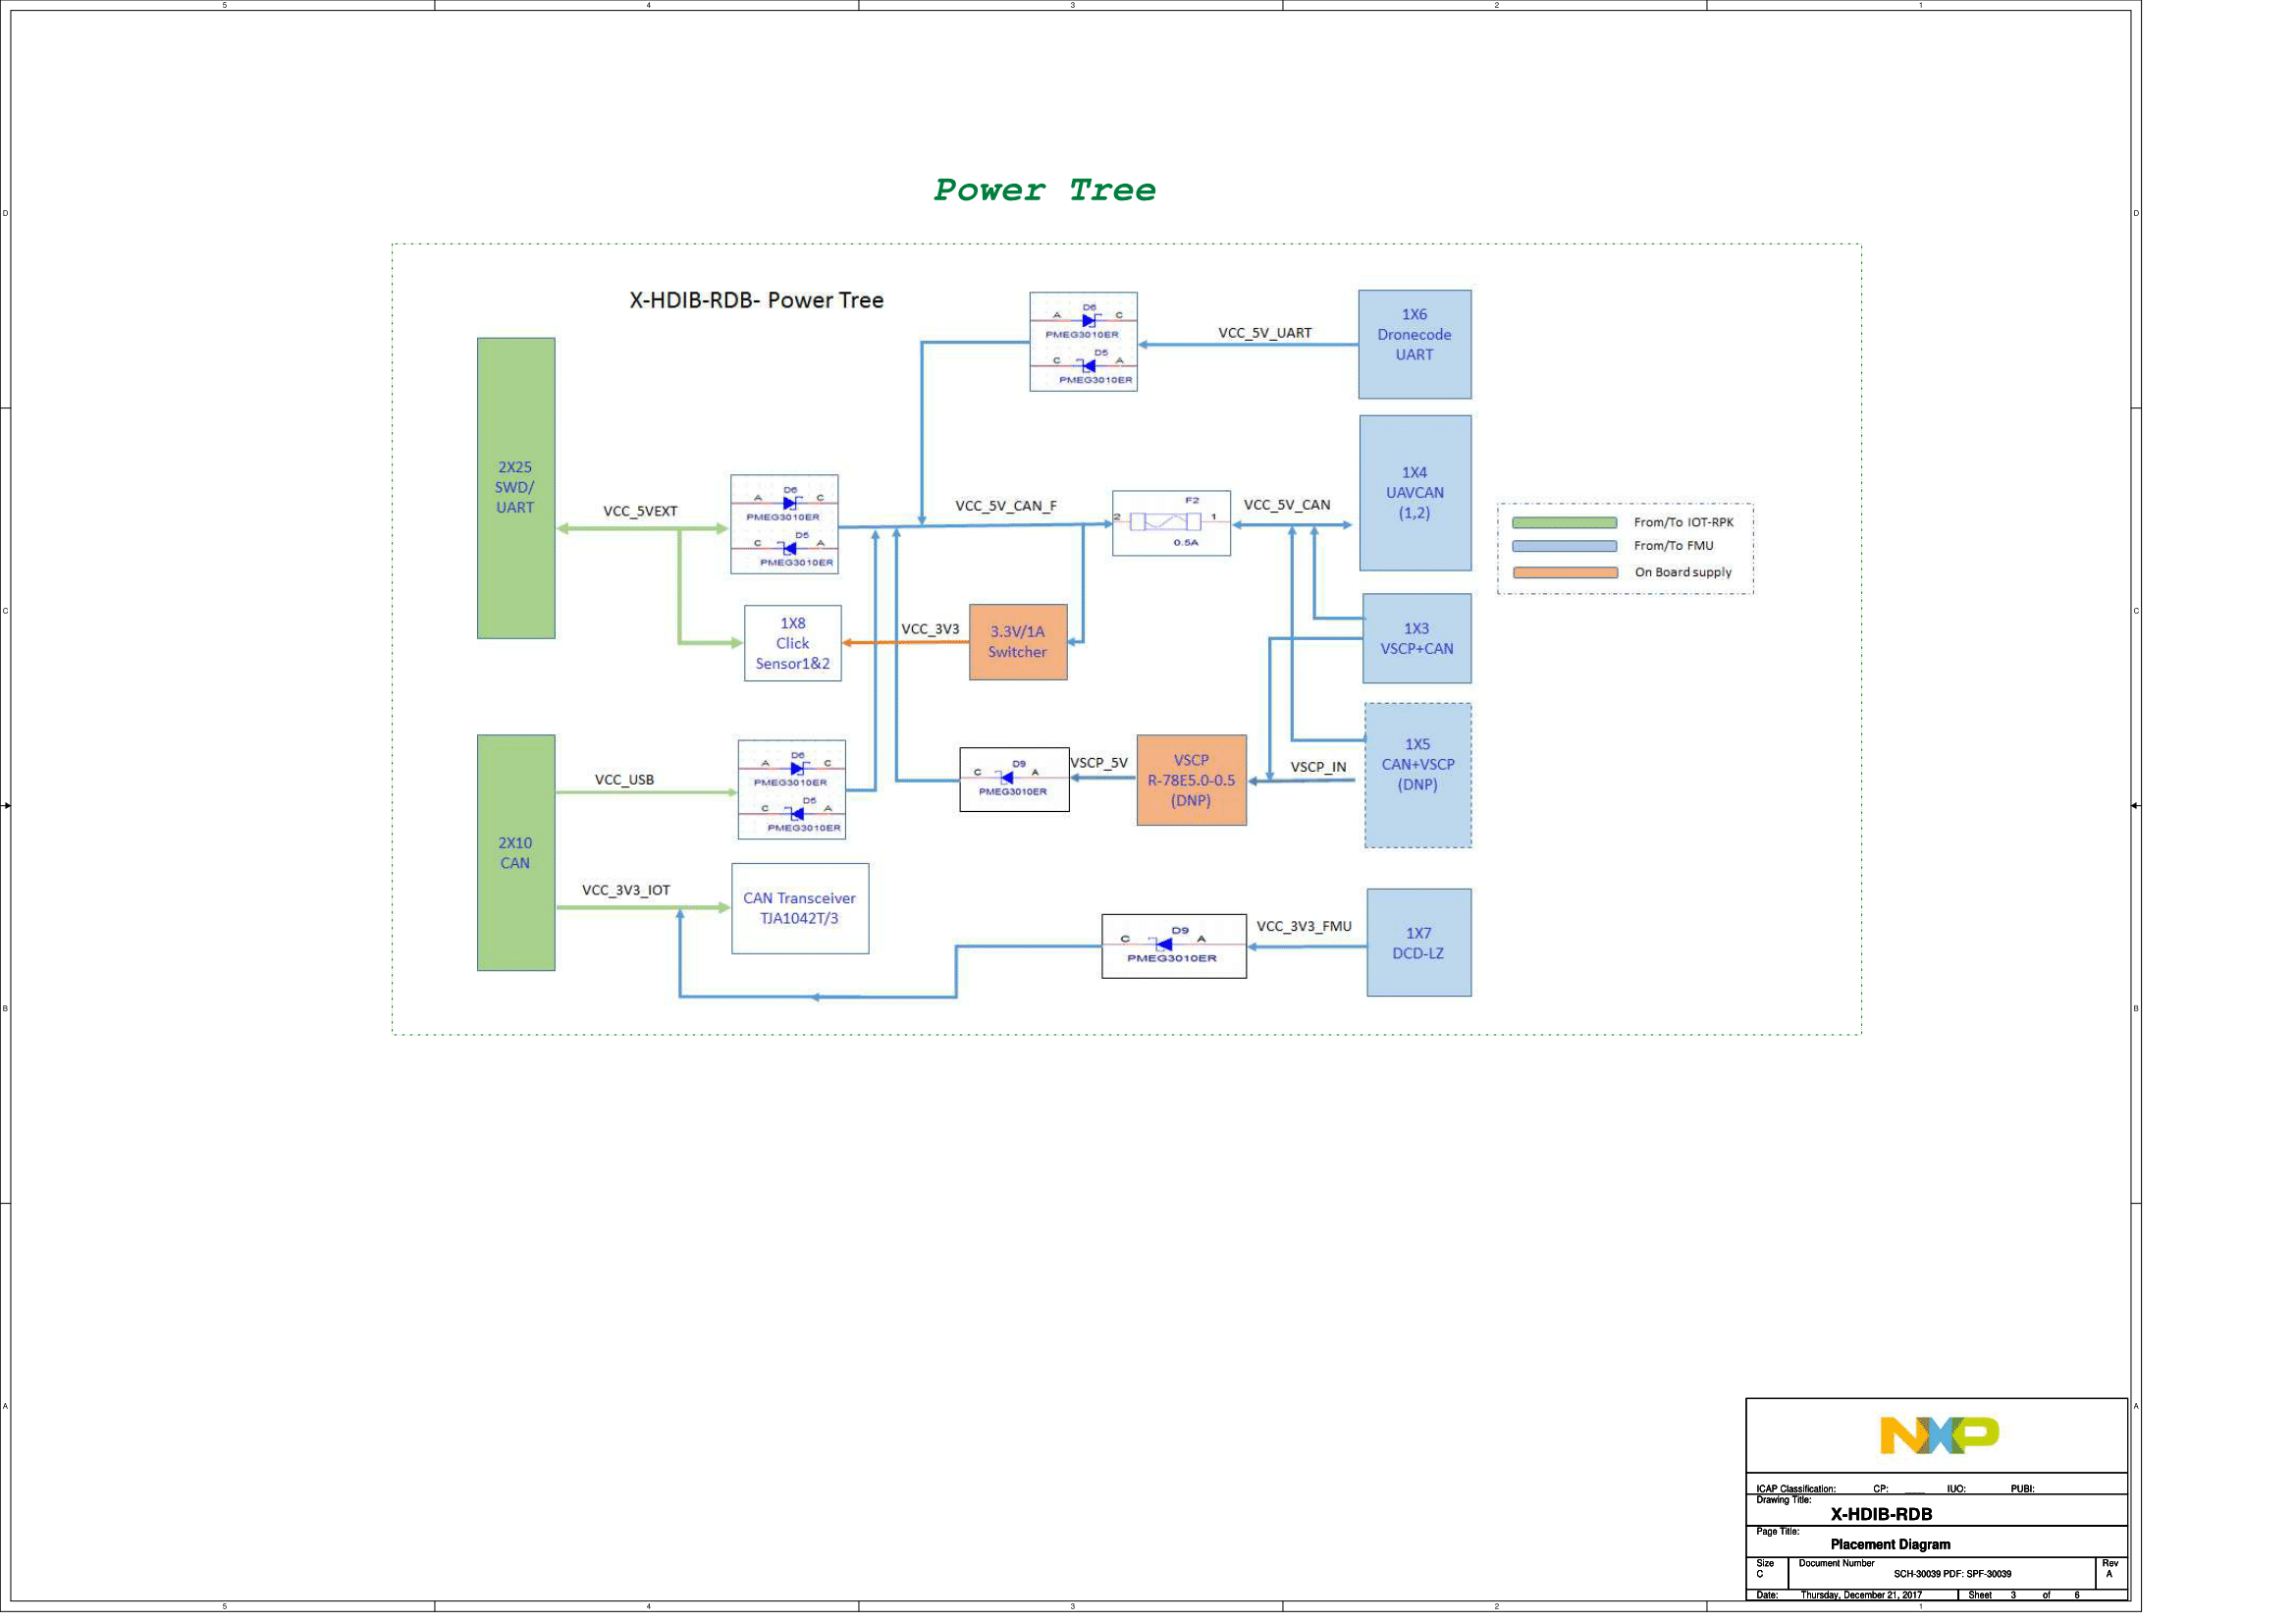 5 4 3 2 1
Power Tree
D D
X-HDIB-RDB- Power Tree
D6
A C
PMEG3010ER
D5
C A
PMEG3010ER
VCC_5V_UART
1X6
Dronecode
UART
2X25
SWD/
UART
VCC_5VEXT
D6
A C
PMEG3010ER
D5
C A
PMEG3010ER
VCC_5V_CAN_F
F2
2 1
0.5A
VCC_5V_CAN
1X4
UAVCAN
(1,2)
From/To IOT-RPK
From/To FMU
On Board supply
C C
1X8
Click
Sensor1&2
VCC_3V3
3.3V/1A
Switcher
1X3
VSCP+CAN
2X10
CAN
VCC_USB
D6
A C
PMEG3010ER
D5
C A
PMEG3010ER
D9
C A
PMEG3010ER
VSCP_5V
VSCP
R-78E5.0-0.5
(DNP)
VSCP_IN
1X5
CAN+VSCP
(DNP)
VCC_3V3_IOT
CAN Transceiver
TJA1042T/3
D9
C A
PMEG3010ER
VCC_3V3_FMU
1X7
DCD-LZ
B B
A A
NXP
ICAP Classification: CP: ____ IUO: PUBI:
Drawing Title:
X-HDIB-RDB
Page Title:
Placement Diagram
Size Document Number Rev
C SCH-30039 PDF: SPF-30039 A
Date: Thursday, December 21, 2017 Sheet 3 of 6
5 4 3 2 1